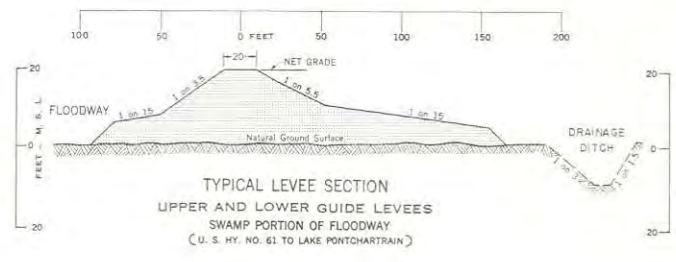 100 50 0 FEET 50 100 150 200
20
NET GRADE
20 20
1 on 3.5
1 on 5.5
FLOODWAY
1 on 15
1 on 15
DRAINAGE
DITCH
Natural Ground Surface
0 0
FEET - M. S. L.
1 on 1.5
TYPICAL LEVEE SECTION
UPPER AND LOWER GUIDE LEVEES
SWAMP PORTION OF FLOODWAY
(U. S. HY. NO. 61 TO LAKE PONTCHARTRAIN)
20 20